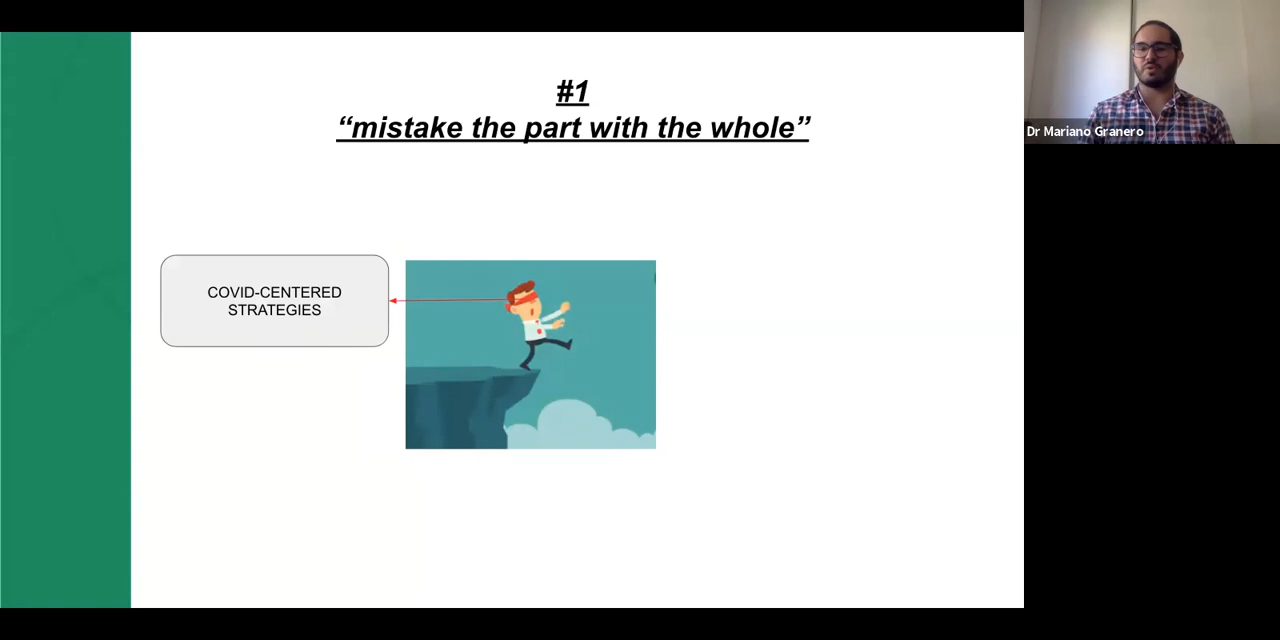 #1
“mistake the part with the whole”
COVID-CENTERED
STRATEGIES
Dr Mariano Granero